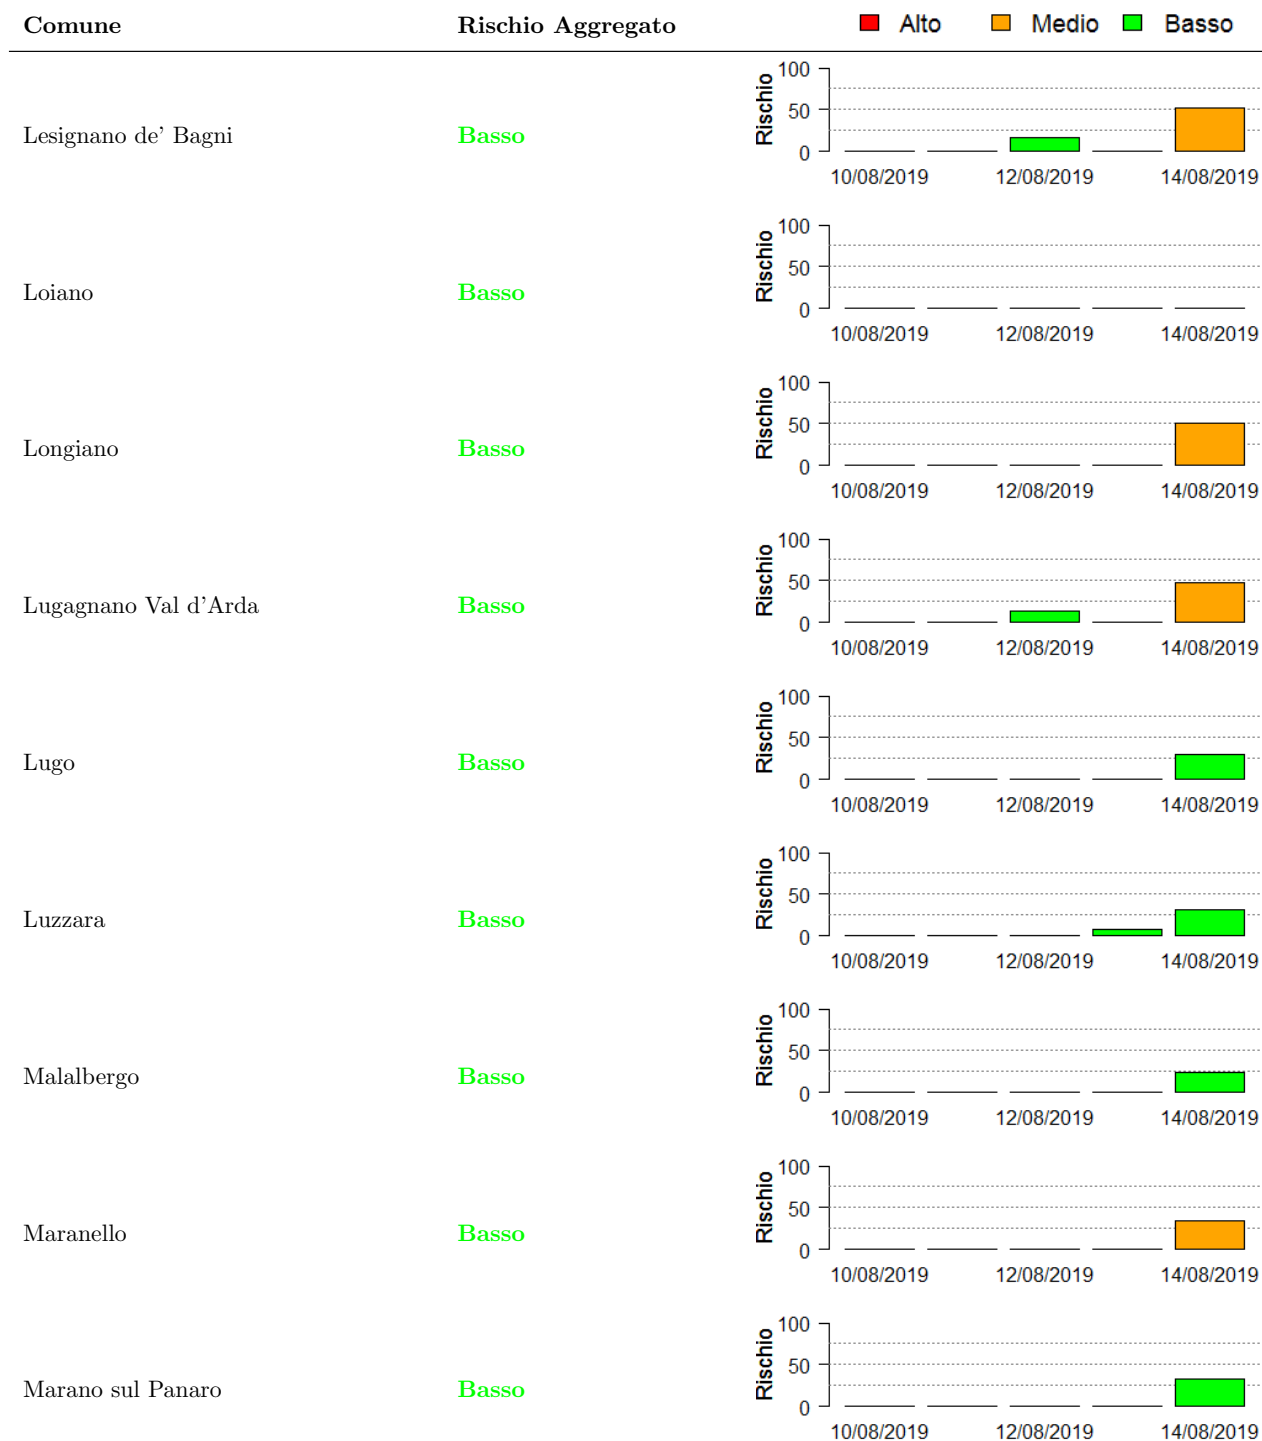 Comune Rischio Aggregato Alto Medio Basso
Lesignano de' Bagni Basso
Rischio
100
50
0
10/08/2019 12/08/2019 14/08/2019
Loiano Basso
Rischio
100
50
0
10/08/2019 12/08/2019 14/08/2019
Longiano Basso
Rischio
100
50
0
10/08/2019 12/08/2019 14/08/2019
Lugagnano Val d'Arda Basso
Rischio
100
50
0
10/08/2019 12/08/2019 14/08/2019
Lugo Basso
Rischio
100
50
0
10/08/2019 12/08/2019 14/08/2019
Luzzara Basso
Rischio
100
50
0
10/08/2019 12/08/2019 14/08/2019
Malalbergo Basso
Rischio
100
50
0
10/08/2019 12/08/2019 14/08/2019
Maranello Basso
Rischio
100
50
0
10/08/2019 12/08/2019 14/08/2019
Marano sul Panaro Basso
Rischio
100
50
0
10/08/2019 12/08/2019 14/08/2019